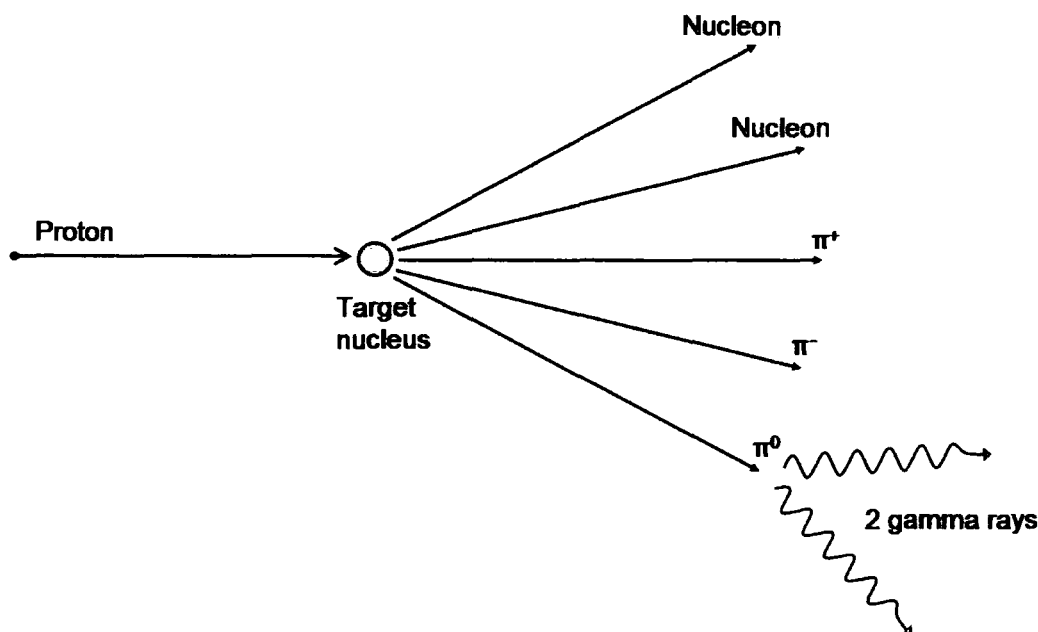 Nucleon
Nucleon
Proton
π⁺
Target
nucleus
π⁻
π⁰
2 gamma rays